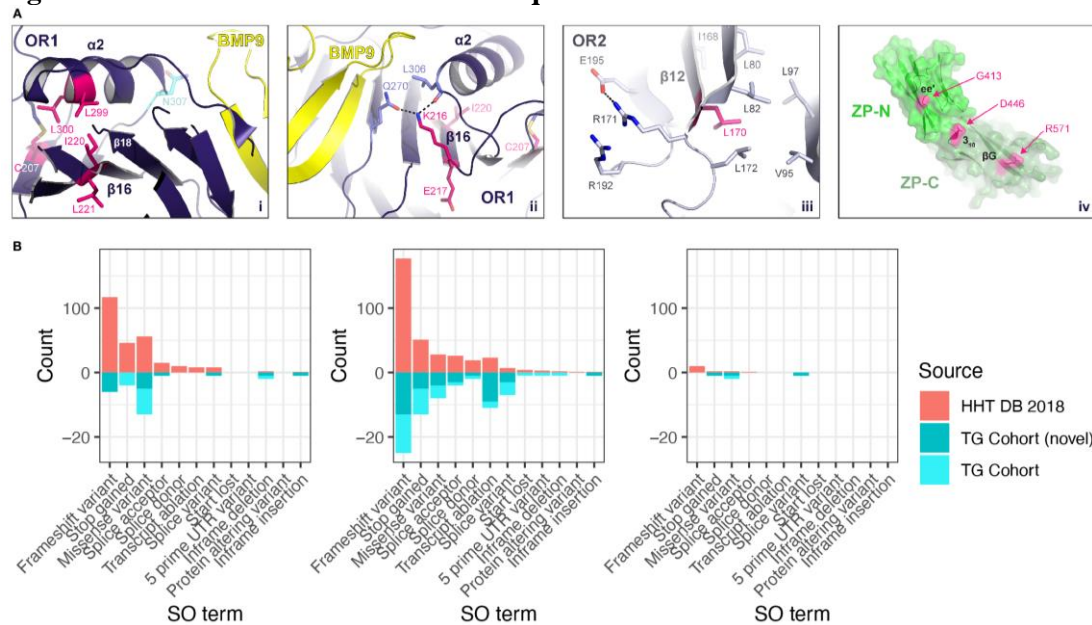 A
OR1
α2
BMP9
L299
N307
L300
I220
β18
C207
β16
L221
i
BMP9
α2
L306
Q270
K216
I220
β16
C207
E217
OR1
ii
OR2
I168
E195
β12
L80
L97
L82
R171
L170
L172
R192
V95
iii
ee'
G413
ZP-N
D446
3₁₀
R571
βG
ZP-C
iv
B
Count
100
0
−20
Frameshift variant
Stop gained
Missense variant
Splice acceptor
Splice donor
Transcript ablation
Splice variant
Start lost
5 prime UTR variant
Inframe deletion
Protein altering variant
Inframe insertion
SO term
Count
100
0
−20
Frameshift variant
Stop gained
Missense variant
Splice acceptor
Splice donor
Transcript ablation
Splice variant
Start lost
5 prime UTR variant
Inframe deletion
Protein altering variant
Inframe insertion
SO term
Count
100
0
−20
Frameshift variant
Stop gained
Missense variant
Splice acceptor
Splice donor
Transcript ablation
Splice variant
Start lost
5 prime UTR variant
Inframe deletion
Protein altering variant
Inframe insertion
SO term
Source
HHT DB 2018
TG Cohort (novel)
TG Cohort